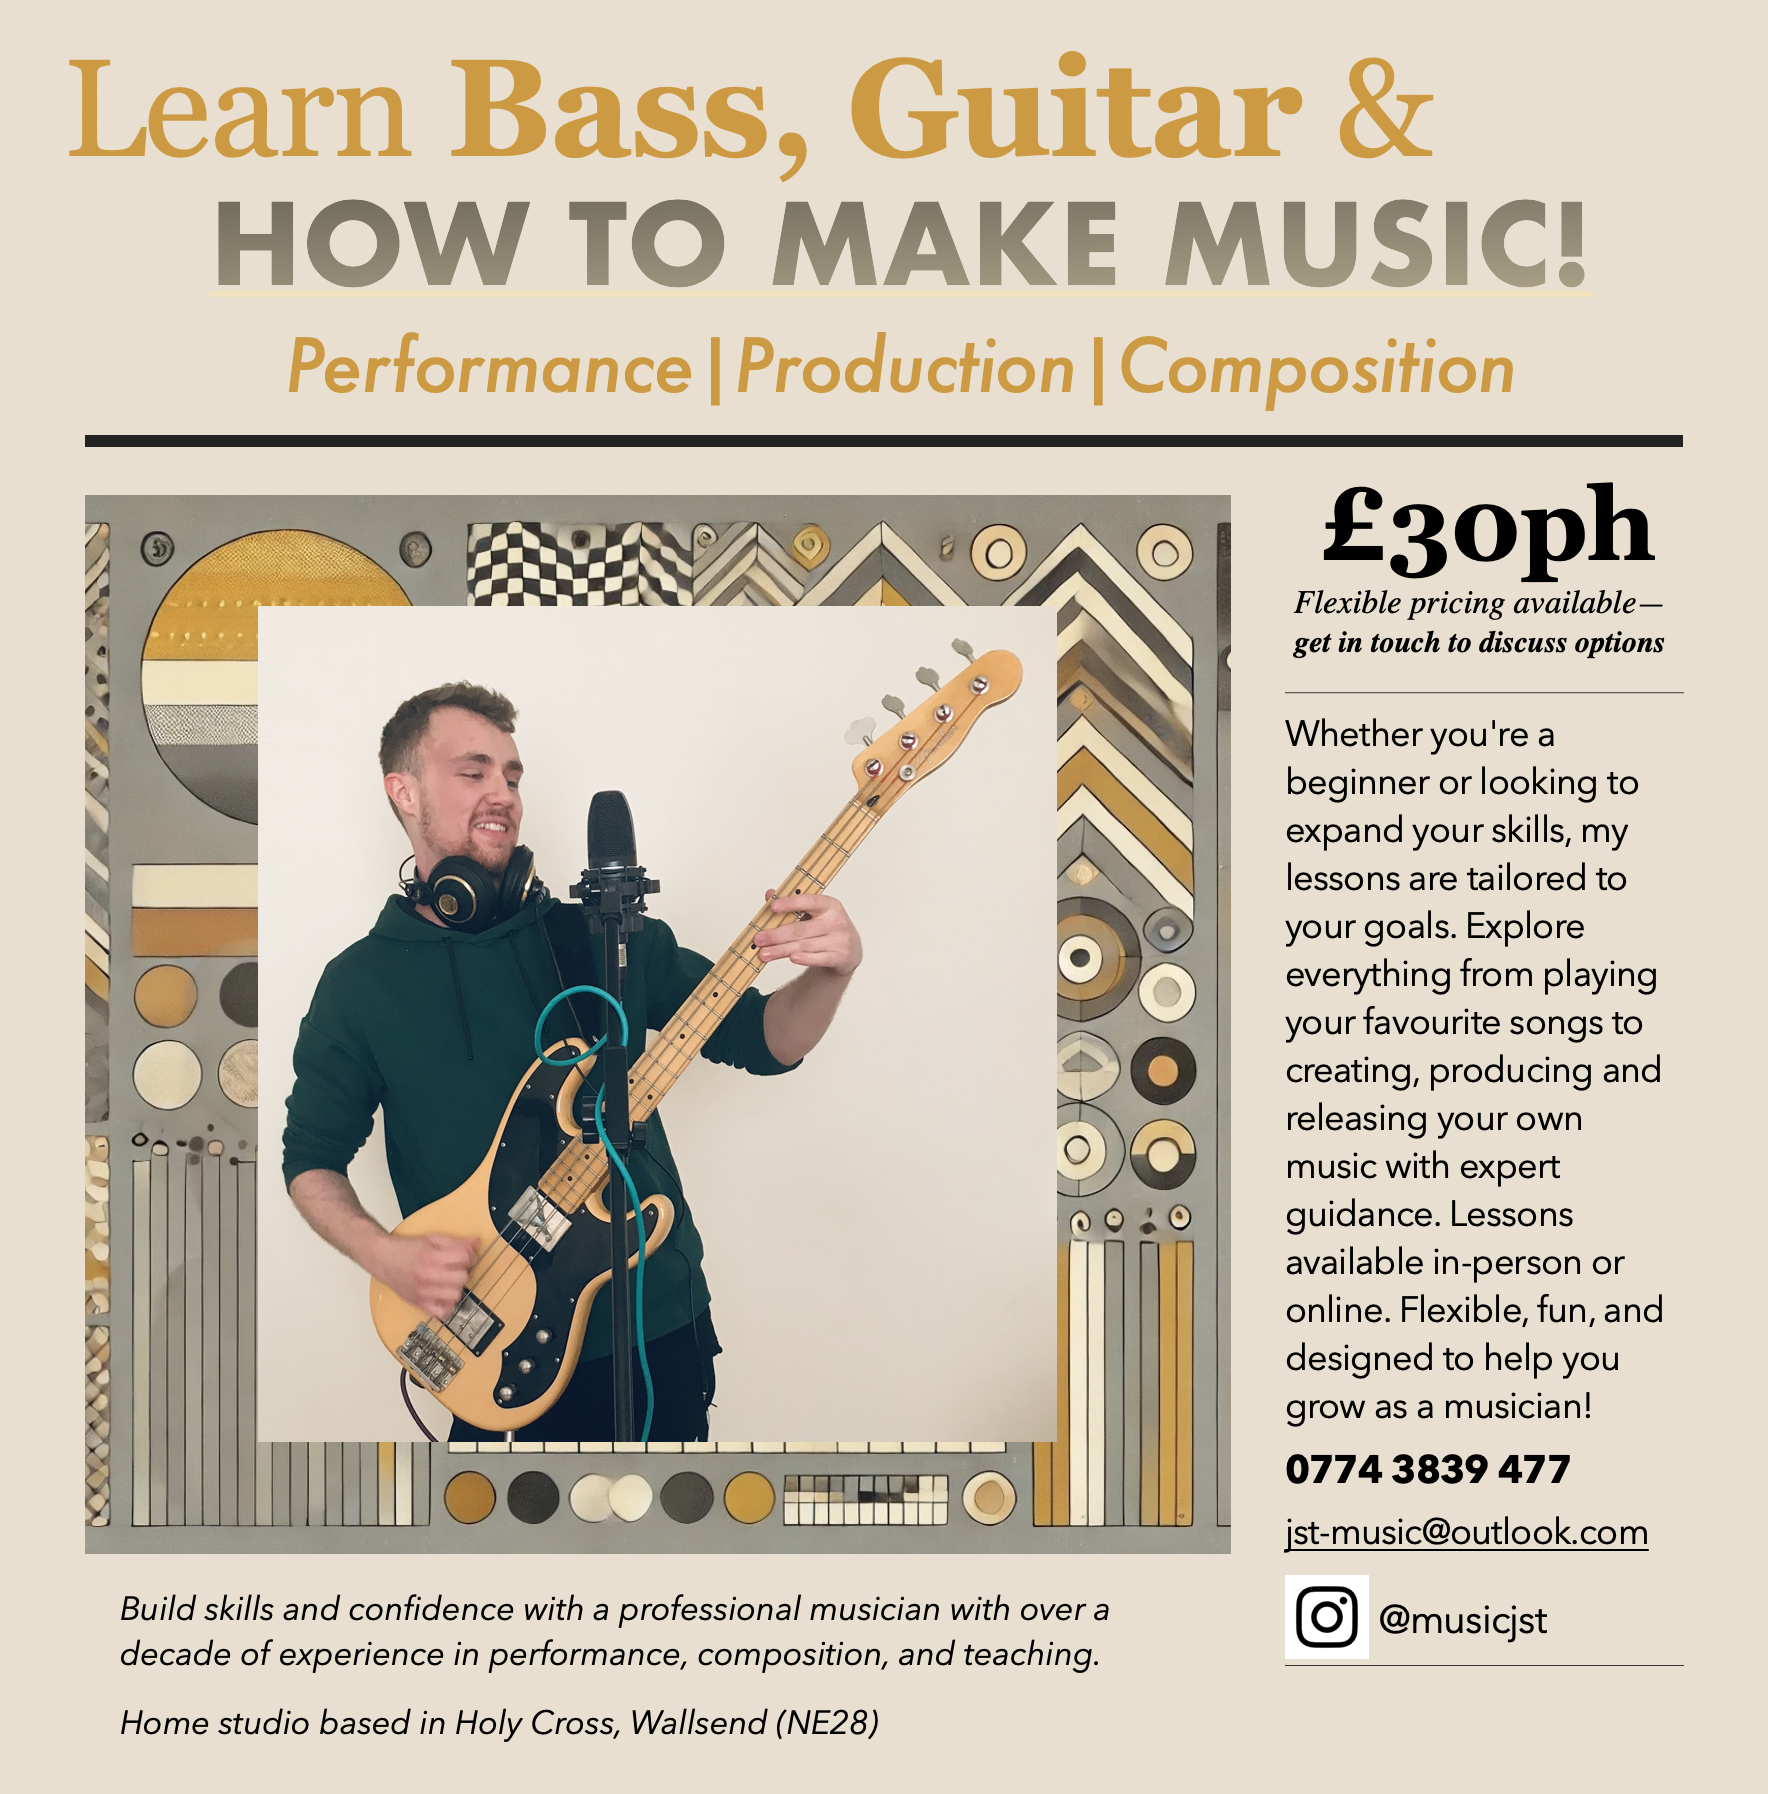 Learn Bass, Guitar &
HOW TO MAKE MUSIC!
Performance|Production|Composition
£30ph
Flexible pricing available—
get in touch to discuss options
Whether you're a
beginner or looking to
expand your skills, my
lessons are tailored to
your goals. Explore
everything from playing
your favourite songs to
creating, producing and
releasing your own
music with expert
guidance. Lessons
available in-person or
online. Flexible, fun, and
designed to help you
grow as a musician!
0774 3839 477
jst-music@outlook.com
@musicjst
Build skills and confidence with a professional musician with over a
decade of experience in performance, composition, and teaching.
Home studio based in Holy Cross, Wallsend (NE28)